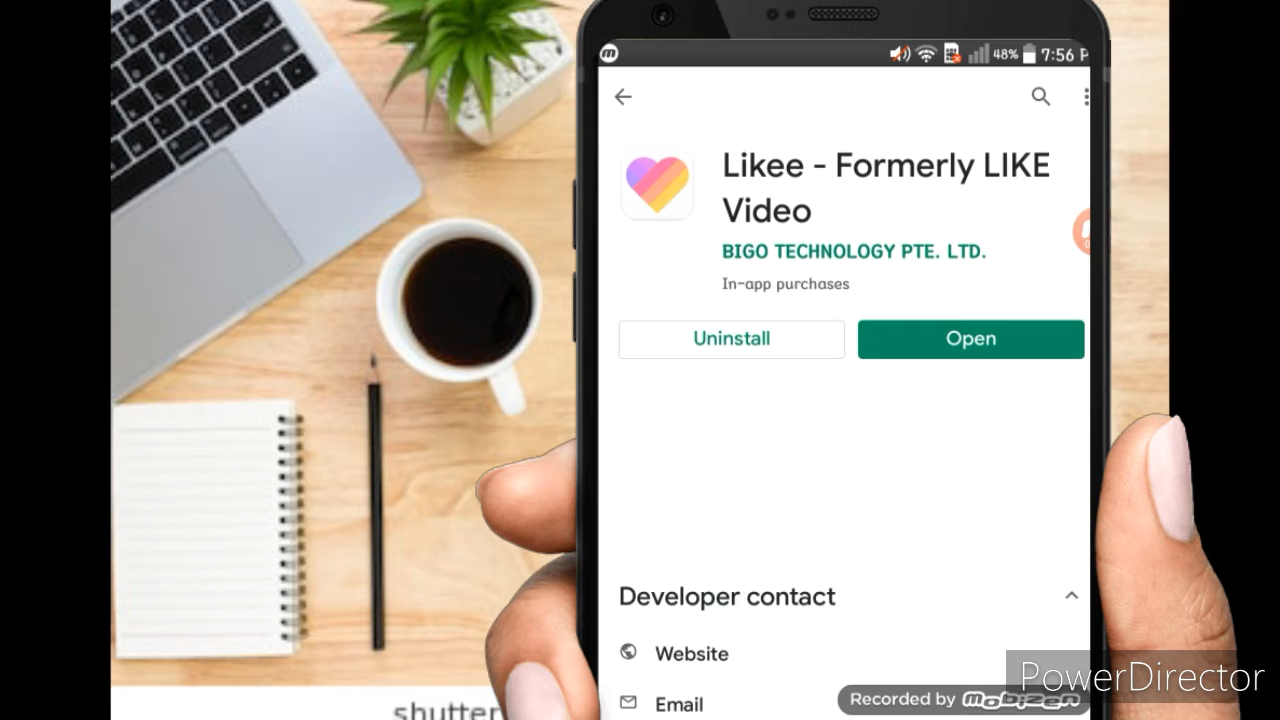 48% 7:56 P
Likee - Formerly LIKE
Video
BIGO TECHNOLOGY PTE. LTD.
In-app purchases
Uninstall
Open
Developer contact
Website
Email
PowerDirector
Recorded by mobizen
shutter